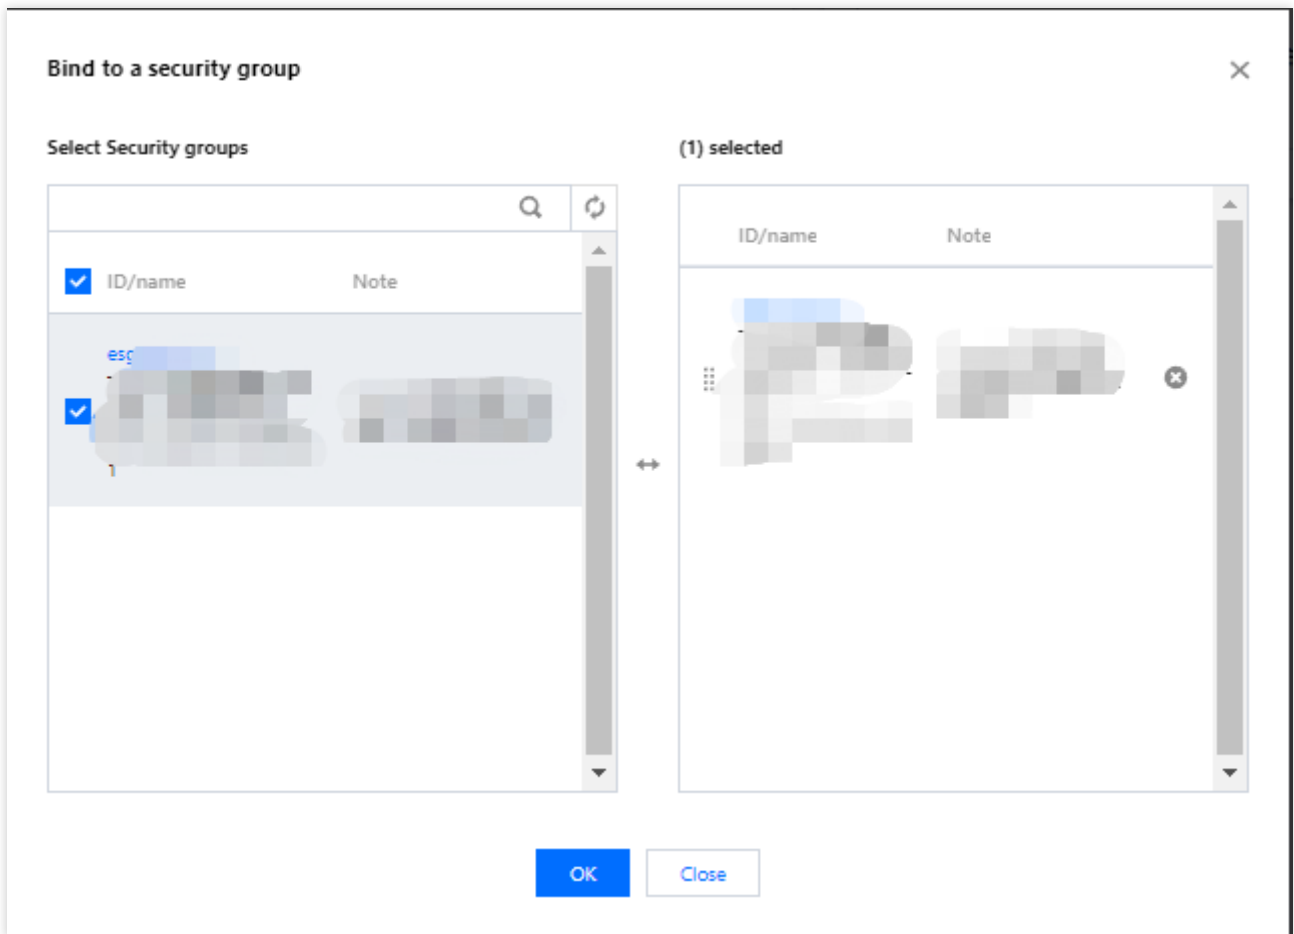 Bind to a security group
Select Security groups
(1) selected
ID/name Note
ID/name Note
OK
Close